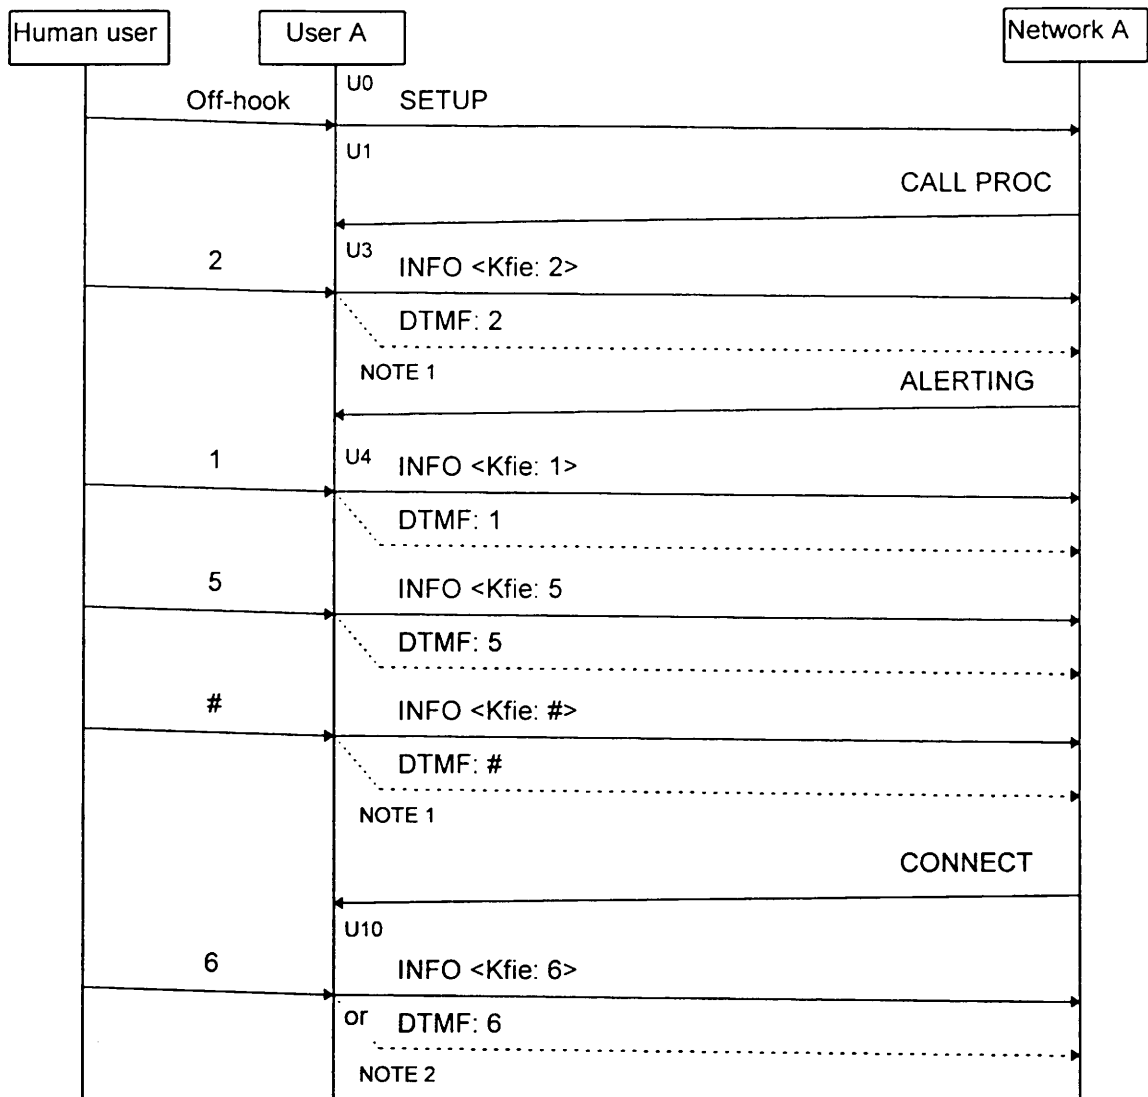 Human user
User A
Network A
U0
Off-hook
SETUP
U1
CALL PROC
U3
2
INFO <Kfie: 2>
DTMF: 2
NOTE 1
ALERTING
1
U4
INFO <Kfie: 1>
DTMF: 1
5
INFO <Kfie: 5
DTMF: 5
#
INFO <Kfie: #>
DTMF: #
NOTE 1
CONNECT
U10
6
INFO <Kfie: 6>
or
DTMF: 6
NOTE 2